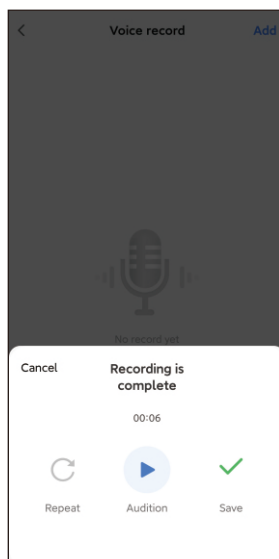 Voice record
Add
No record yet
Cancel
Recording is
complete
00:06
Repeat
Audition
Save